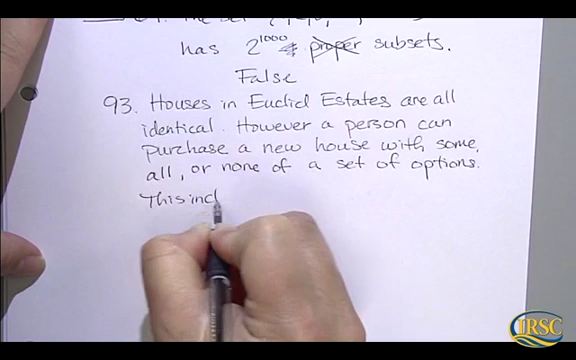 has 2^1000 proper subsets.
False
93. Houses in Euclid Estates are all
identical. However a person can
purchase a new house with some,
all, or none of a set of options.
This incl
IRSC